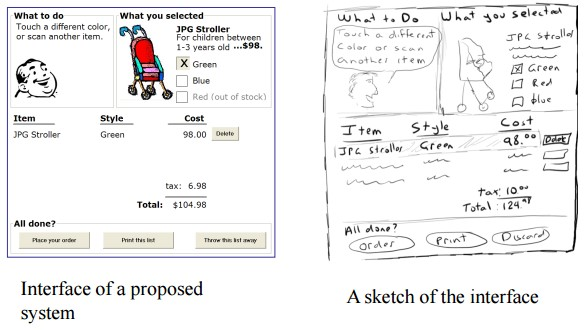 What to do
Touch a different color,
or scan another item.
What you selected
JPG Stroller
For children between
1-3 years old ...$98.
X Green
Blue
Red (out of stock)
Item Style Cost
JPG Stroller Green 98.00 Delete
tax: 6.98
Total: $104.98
All done?
Place your order Print this list Throw this list away
Interface of a proposed
system
What to Do
Touch a different
Color or scan
another item
What you selected
JPG stroller
X Green
Red
blue
Item Style Cost
JPG stroller Green 98.00
tax: 10.00
Total: 124.98
All done?
Order Print Discard
A sketch of the interface